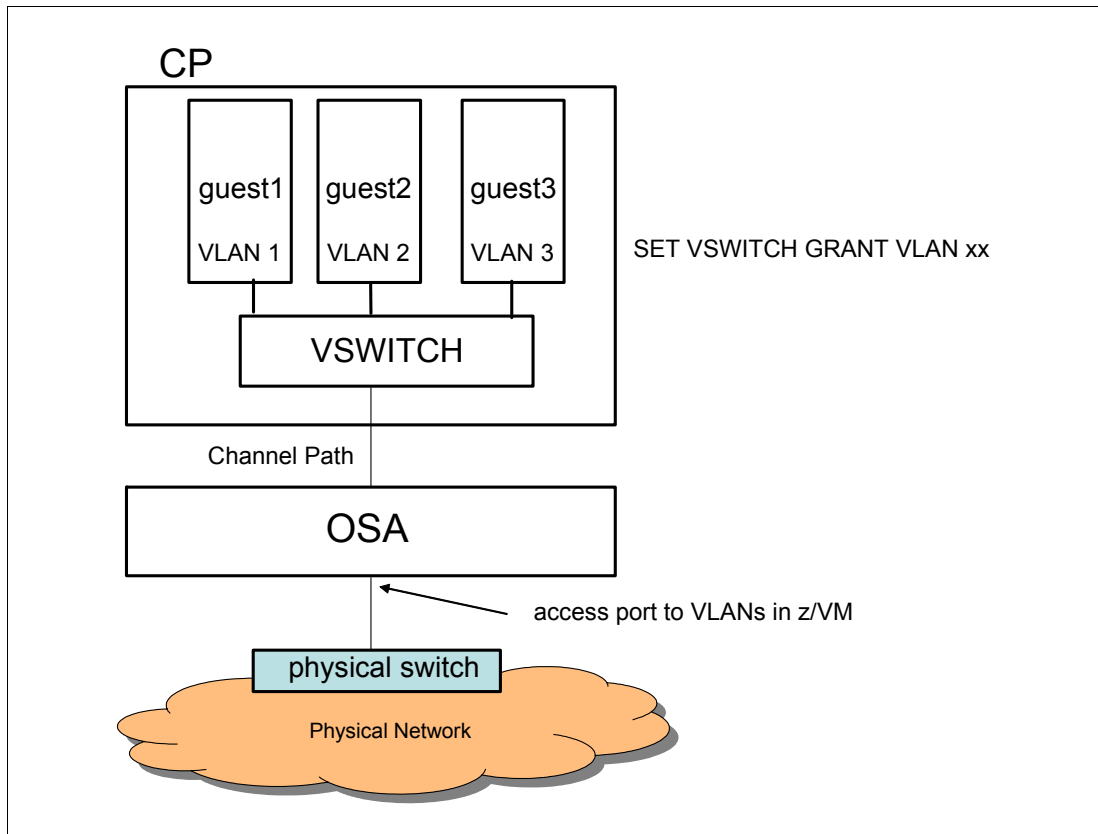 CP
guest1
guest2
guest3
VLAN 1
VLAN 2
VLAN 3
SET VSWITCH GRANT VLAN xx
VSWITCH
Channel Path
OSA
access port to VLANs in z/VM
physical switch
Physical Network